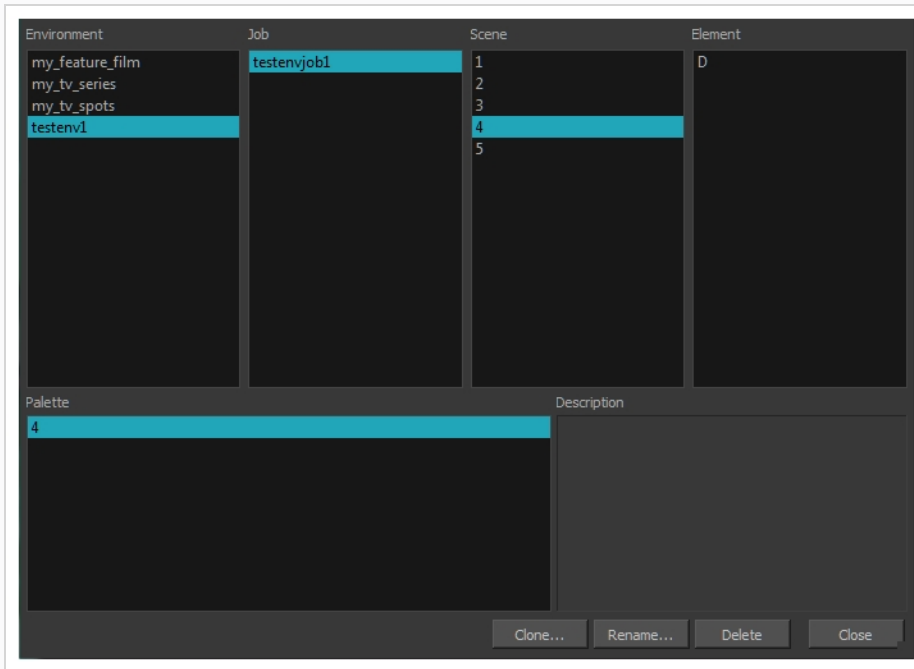 Environment
Job
Scene
Element
my_feature_film
my_tv_series
my_tv_spots
testenv1
testenvjob1
1
2
3
4
5
D
Palette
Description
4
Clone...
Rename...
Delete
Close